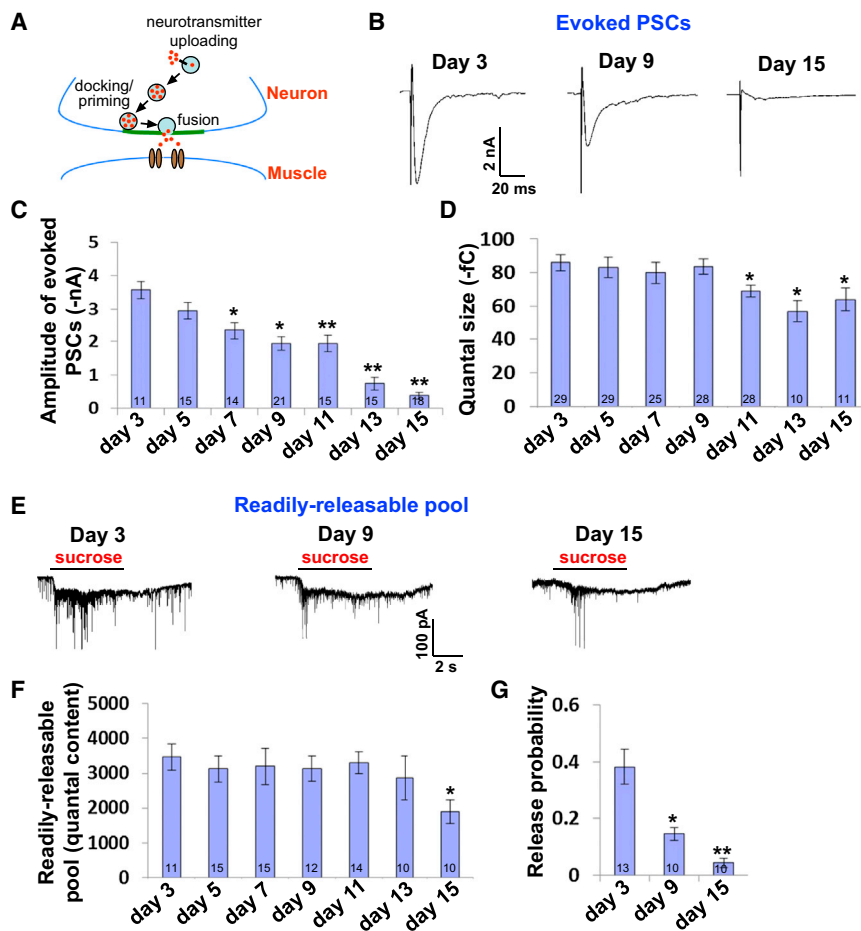 A
neurotransmitter
uploading
docking/
priming
fusion
Neuron
Muscle
B
Evoked PSCs
Day 3
Day 9
Day 15
2 nA
20 ms
C
Amplitude of evoked
PSCs (-nA)
5
4
3
2
1
0
*
*
**
**
**
11
15
14
21
15
15
18
day 3
day 5
day 7
day 9
day 11
day 13
day 15
D
Quantal size (-fC)
100
80
60
40
20
0
*
*
*
29
29
25
28
28
10
11
day 3
day 5
day 7
day 9
day 11
day 13
day 15
E
Readily-releasable pool
Day 3
Day 9
Day 15
sucrose
sucrose
sucrose
100 pA
2 s
F
Readily-releasable
pool (quantal content)
5000
4000
3000
2000
1000
0
*
11
15
15
12
14
10
10
day 3
day 5
day 7
day 9
day 11
day 13
day 15
G
Release probability
0.6
0.4
0.2
0
*
**
13
10
10
day 3
day 9
day 15